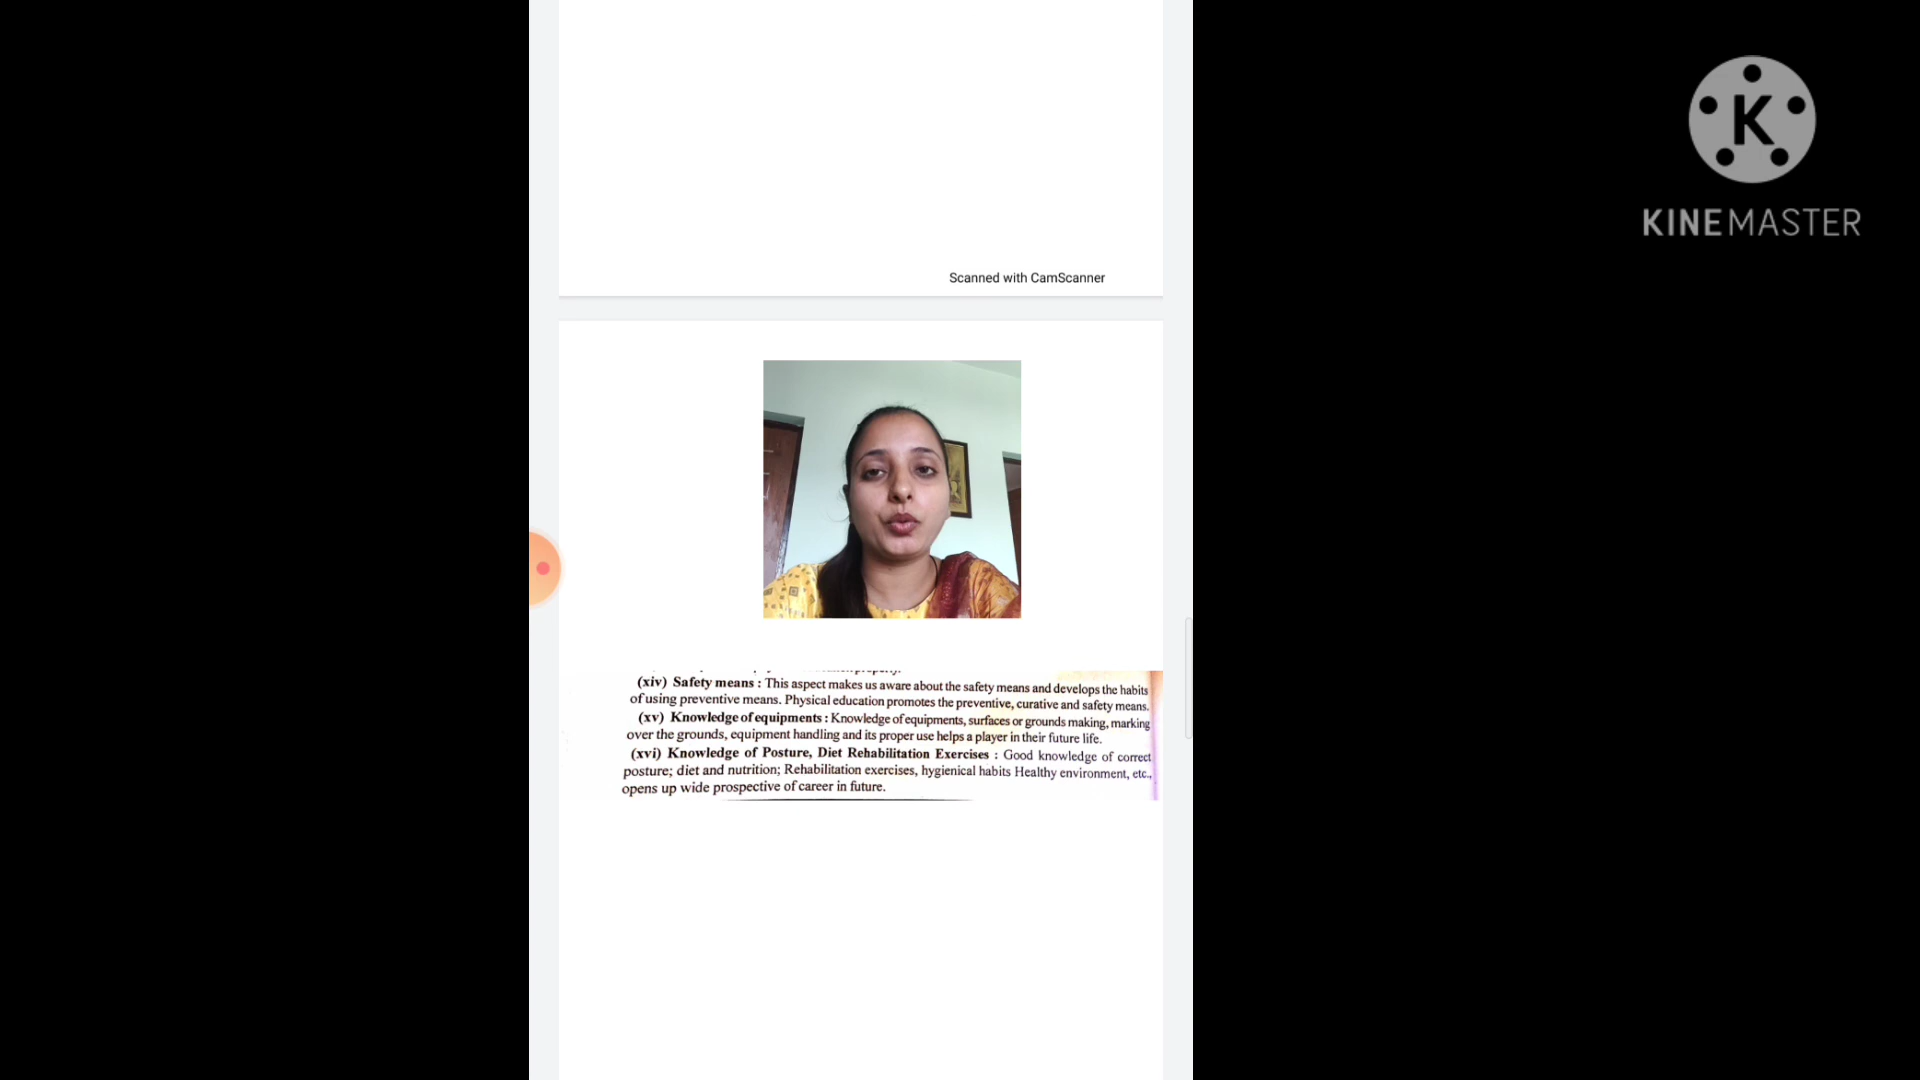 K
KINEMASTER
Scanned with CamScanner
(xiv) Safety means : This aspect makes us aware about the safety means and develops the habits
of using preventive means. Physical education promotes the preventive, curative and safety means.
(xv) Knowledge of equipments : Knowledge of equipments, surfaces or grounds making, marking
over the grounds, equipment handling and its proper use helps a player in their future life.
(xvi) Knowledge of Posture, Diet Rehabilitation Exercises : Good knowledge of correct
posture; diet and nutrition; Rehabilitation exercises, hygienical habits Healthy environment, etc.,
opens up wide prospective of career in future.